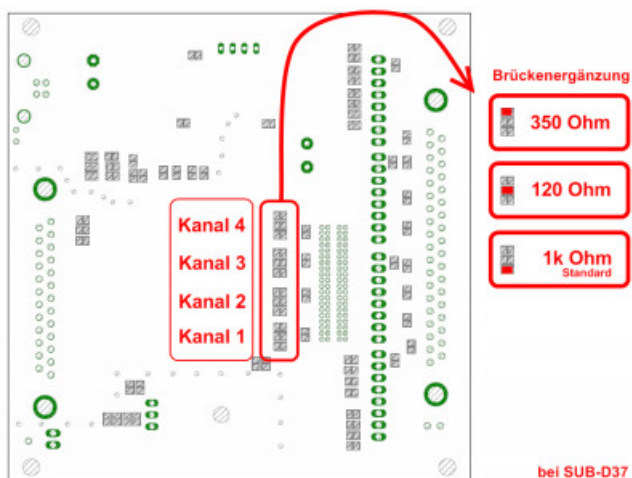 Brückenergänzung
350 Ohm
120 Ohm
1k Ohm
Standard
Kanal 4
Kanal 3
Kanal 2
Kanal 1
bei SUB-D37